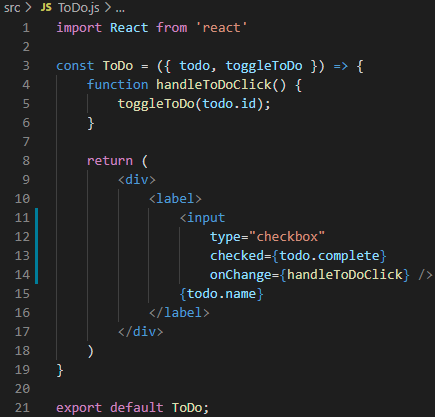 src > JS ToDo.js > ...
1 import React from 'react'
2
3 const ToDo = ({ todo, toggleToDo }) => {
4     function handleToDoClick() {
5         toggleToDo(todo.id);
6     }
7
8     return (
9         <div>
10             <label>
11                 <input
12                     type="checkbox"
13                     checked={todo.complete}
14                     onChange={handleToDoClick} />
15                 {todo.name}
16             </label>
17         </div>
18     )
19 }
20
21 export default ToDo;